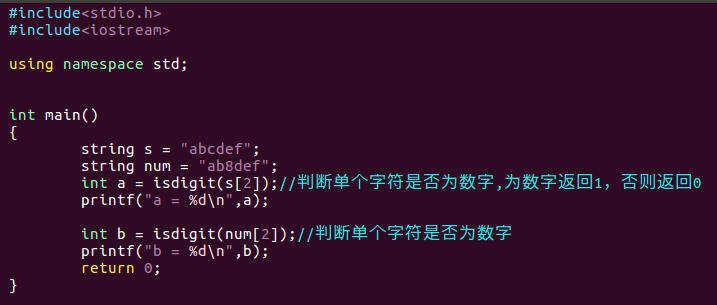 #include<stdio.h>
#include<iostream>
using namespace std;
int main()
{
        string s = "abcdef";
        string num = "ab8def";
        int a = isdigit(s[2]);//判断单个字符是否为数字,为数字返回1，否则返回0
        printf("a = %d\n",a);
        int b = isdigit(num[2]);//判断单个字符是否为数字
        printf("b = %d\n",b);
        return 0;
}